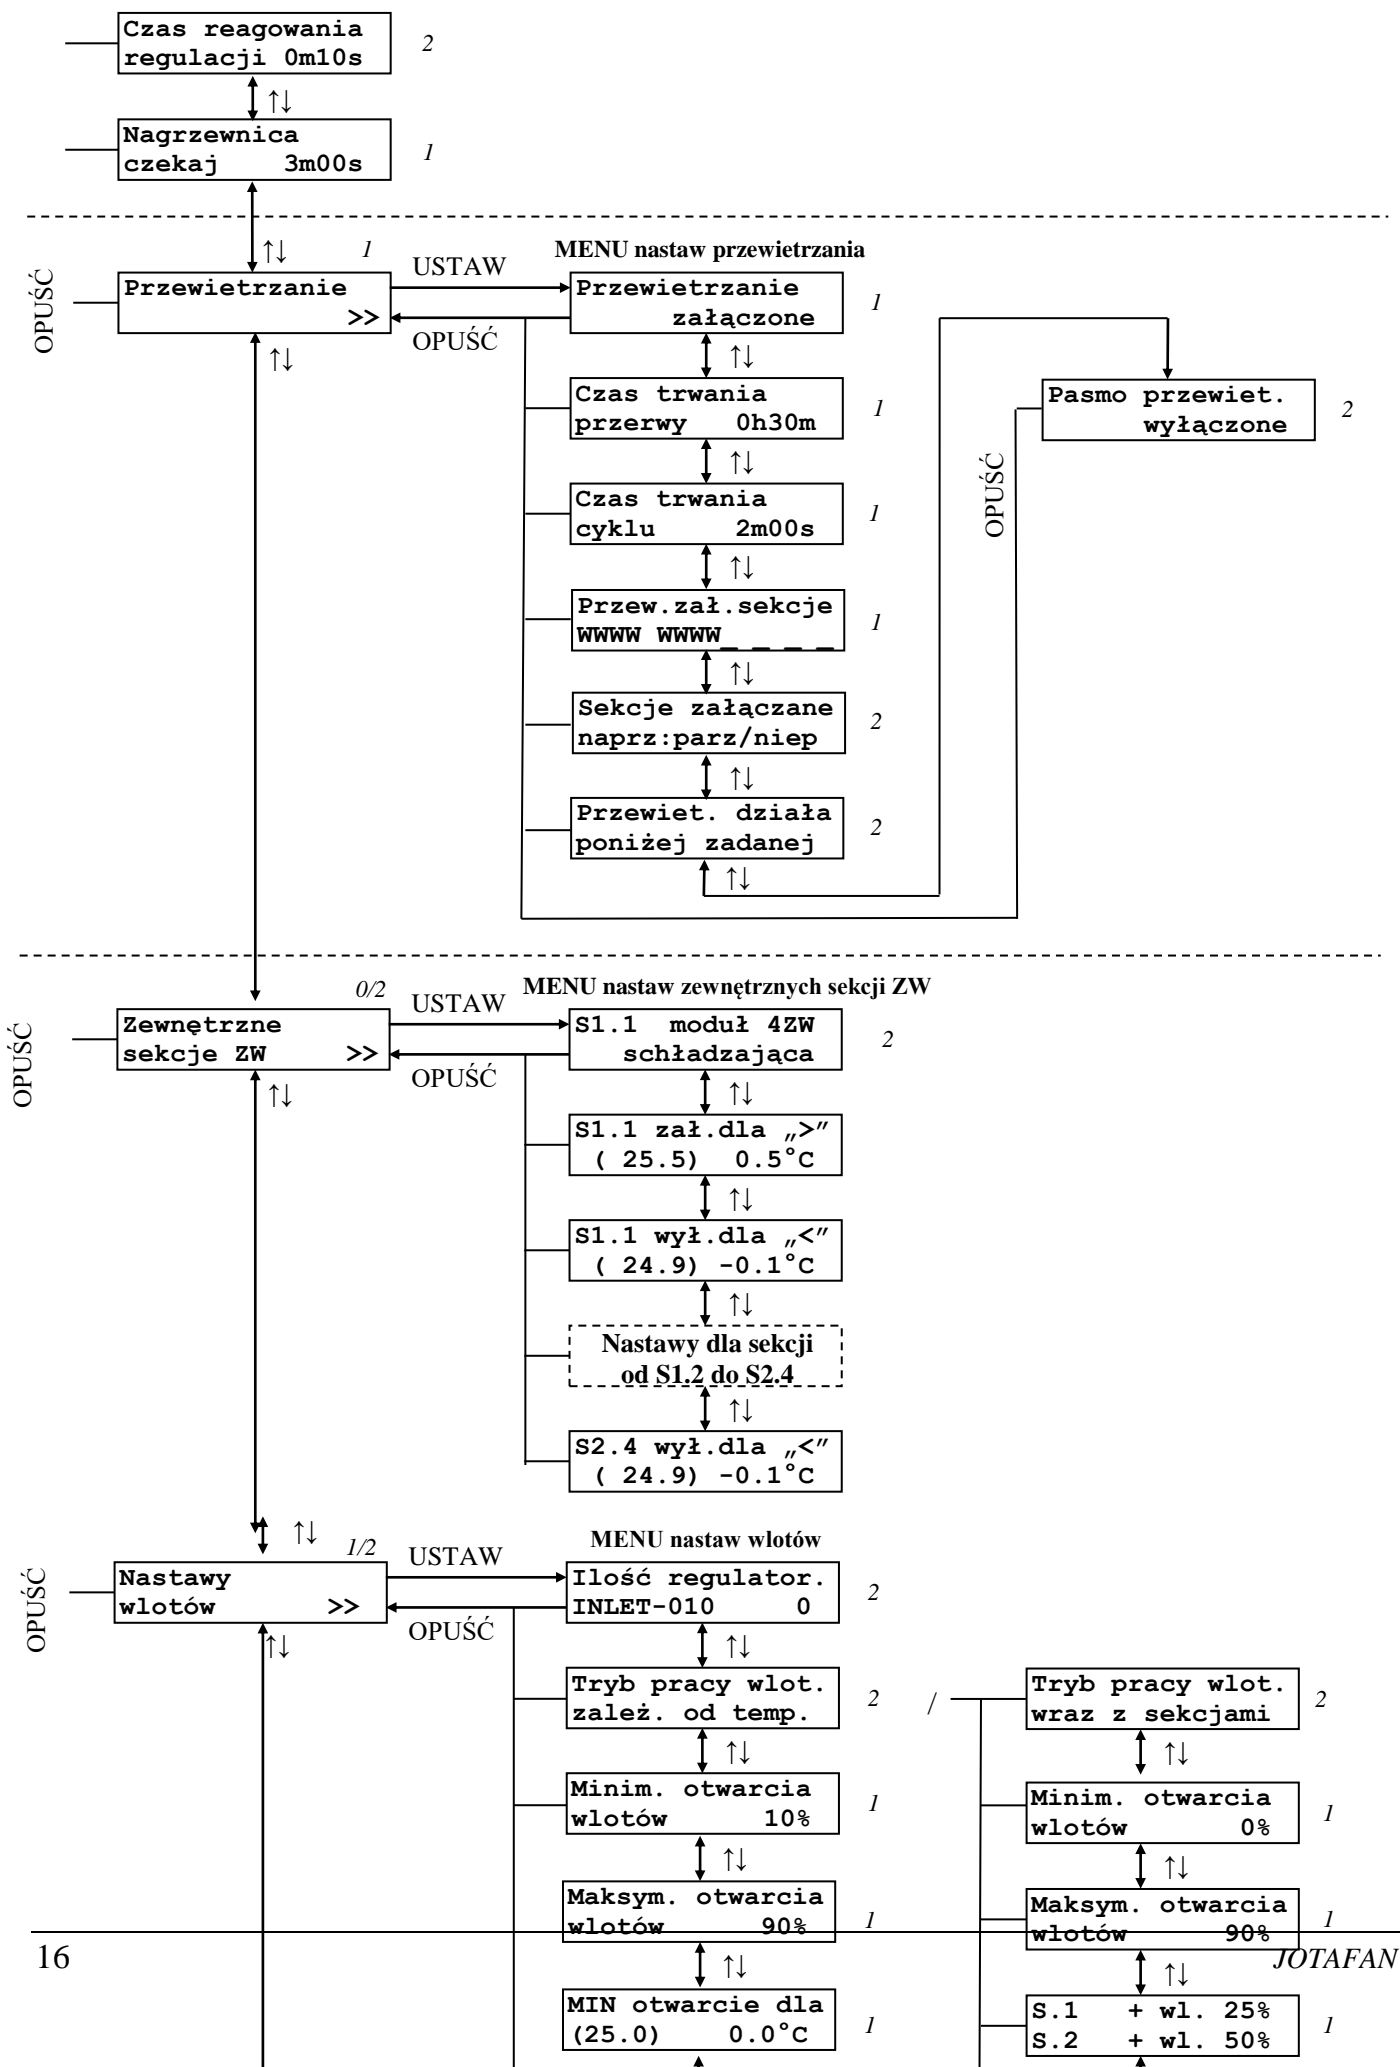 Czas reagowania
regulacji 0m10s
2
↑↓
Nagrzewnica
czekaj 3m00s
1
↑↓
1
OPUŚĆ
Przewietrzanie
>>
↑↓
USTAW
OPUŚĆ
MENU nastaw przewietrzania
Przewietrzanie
załączone
1
↑↓
Czas trwania
przerwy 0h30m
1
↑↓
Czas trwania
cyklu 2m00s
1
↑↓
Przew.zał.sekcje
WWWW WWWW_ _ _ _
1
↑↓
Sekcje załączane
naprz:parz/niep
2
↑↓
Przewiet. działa
poniżej zadanej
2
↑↓
Pasmo przewiet.
wyłączone
2
OPUŚĆ
0/2
OPUŚĆ
Zewnętrzne
sekcje ZW >>
↑↓
USTAW
OPUŚĆ
MENU nastaw zewnętrznych sekcji ZW
S1.1 moduł 4ZW
schładzająca
2
↑↓
S1.1 zał.dla „>”
( 25.5) 0.5°C
↑↓
S1.1 wył.dla „<”
( 24.9) -0.1°C
↑↓
Nastawy dla sekcji
od S1.2 do S2.4
↑↓
S2.4 wył.dla „<”
( 24.9) -0.1°C
↑↓
1/2
OPUŚĆ
Nastawy
wlotów >>
↑↓
USTAW
OPUŚĆ
MENU nastaw wlotów
Ilość regulator.
INLET-010 0
2
↑↓
Tryb pracy wlot.
zależ. od temp.
2
/
Tryb pracy wlot.
wraz z sekcjami
2
↑↓
↑↓
Minim. otwarcia
wlotów 10%
1
Minim. otwarcia
wlotów 0%
1
↑↓
↑↓
Maksym. otwarcia
wlotów 90%
1
Maksym. otwarcia
wlotów 90%
1
16
JOTAFAN
↑↓
↑↓
MIN otwarcie dla
(25.0) 0.0°C
1
S.1 + wl. 25%
S.2 + wl. 50%
1